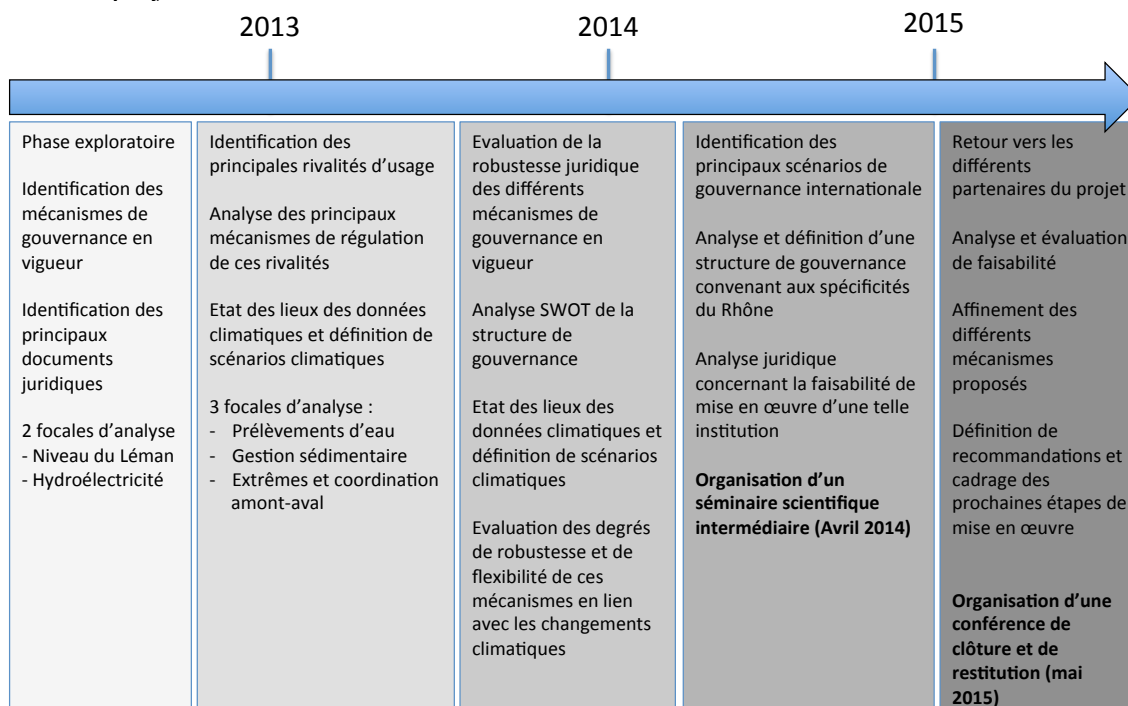 2013
2014
2015
Phase exploratoire
Identification des
mécanismes de
gouvernance en
vigueur
Identification des
principaux
documents
juridiques
2 focales d'analyse
- Niveau du Léman
- Hydroélectricité
Identification des
principales rivalités d'usage
Analyse des principaux
mécanismes de régulation
de ces rivalités
Etat des lieux des données
climatiques et définition de
scénarios climatiques
3 focales d'analyse :
- Prélèvements d'eau
- Gestion sédimentaire
- Extrêmes et coordination
amont-aval
Evaluation de la
robustesse juridique
des différents
mécanismes de
gouvernance en
vigueur
Analyse SWOT de la
structure de
gouvernance
Etat des lieux des
données climatiques et
définition de scénarios
climatiques
Evaluation des degrés
de robustesse et de
flexibilité de ces
mécanismes en lien
avec les changements
climatiques
Identification des
principaux scénarios de
gouvernance internationale
Analyse et définition d'une
structure de gouvernance
convenant aux spécificités
du Rhône
Analyse juridique
concernant la faisabilité de
mise en œuvre d'une telle
institution
Organisation d'un
séminaire scientifique
intermédiaire (Avril 2014)
Retour vers les
différents
partenaires du projet
Analyse et évaluation
de faisabilité
Affinement des
différents
mécanismes
proposés
Définition de
recommandations et
cadrage des
prochaines étapes de
mise en œuvre
Organisation d'une
conférence de
clôture et de
restitution (mai
2015)